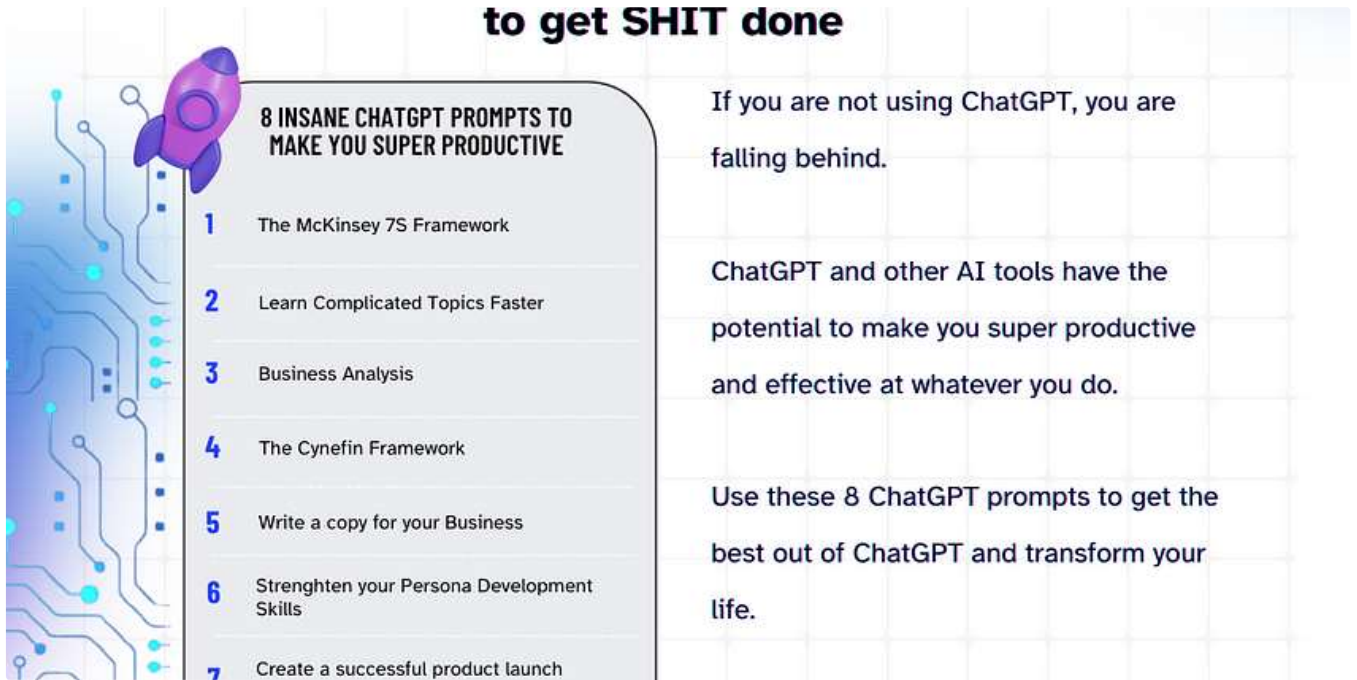 to get SHIT done
8 INSANE CHATGPT PROMPTS TO
MAKE YOU SUPER PRODUCTIVE
1 The McKinsey 7S Framework
2 Learn Complicated Topics Faster
3 Business Analysis
4 The Cynefin Framework
5 Write a copy for your Business
6 Strenghten your Persona Development
Skills
7 Create a successful product launch
If you are not using ChatGPT, you are
falling behind.
ChatGPT and other AI tools have the
potential to make you super productive
and effective at whatever you do.
Use these 8 ChatGPT prompts to get the
best out of ChatGPT and transform your
life.